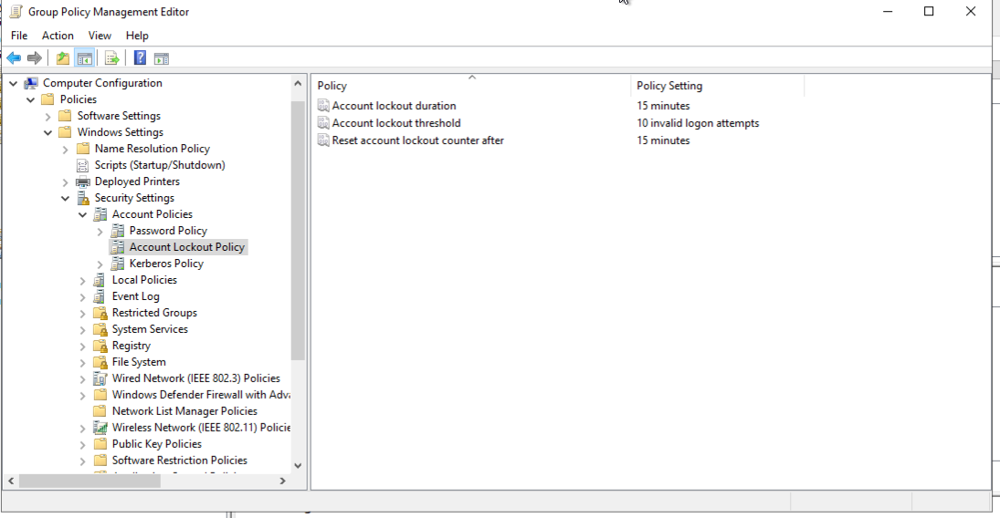 Group Policy Management Editor
File Action View Help
Computer Configuration
Policies
Software Settings
Windows Settings
Name Resolution Policy
Scripts (Startup/Shutdown)
Deployed Printers
Security Settings
Account Policies
Password Policy
Account Lockout Policy
Kerberos Policy
Local Policies
Event Log
Restricted Groups
System Services
Registry
File System
Wired Network (IEEE 802.3) Policies
Windows Defender Firewall with Adva
Network List Manager Policies
Wireless Network (IEEE 802.11) Policie
Public Key Policies
Software Restriction Policies
Policy Policy Setting
Account lockout duration 15 minutes
Account lockout threshold 10 invalid logon attempts
Reset account lockout counter after 15 minutes